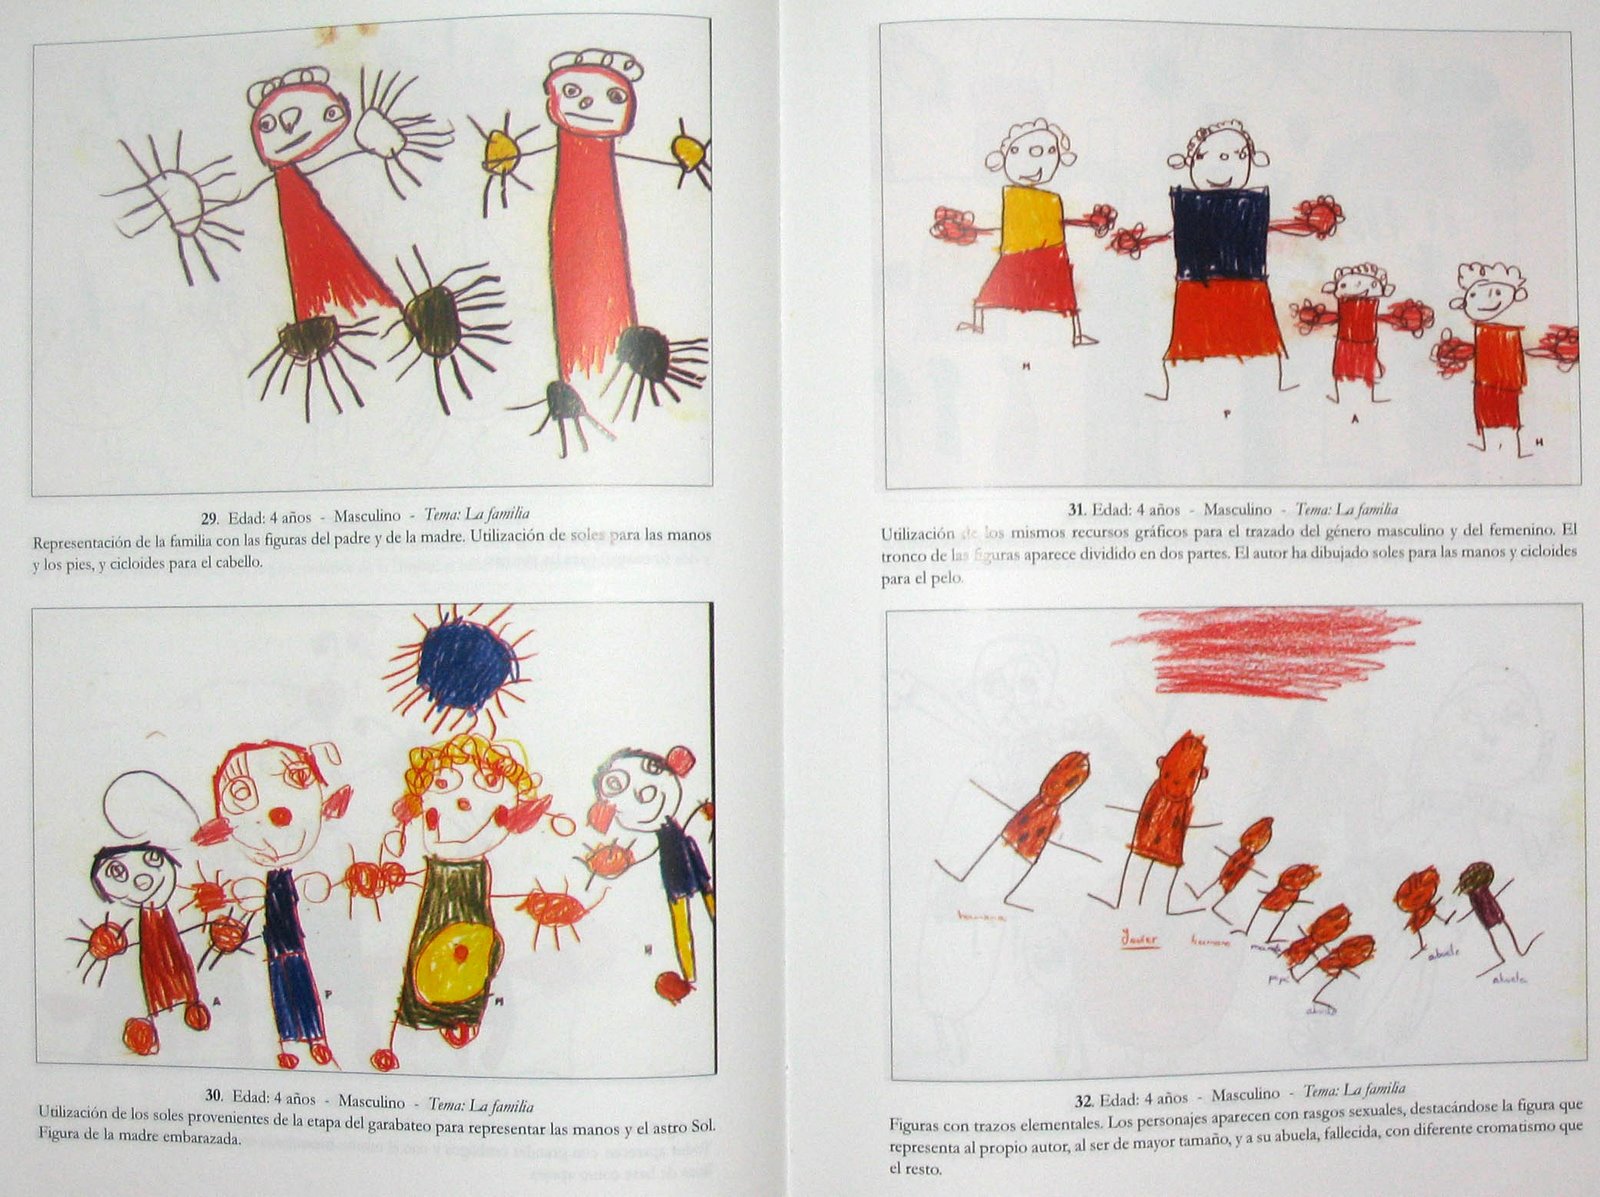 29. Edad: 4 años - Masculino - Tema: La familia
Representación de la familia con las figuras del padre y de la madre. Utilización de soles para las manos
y los pies, y cicloides para el cabello.
A P M H
30. Edad: 4 años - Masculino - Tema: La familia
Utilización de los soles provenientes de la etapa del garabateo para representar las manos y el astro Sol.
Figura de la madre embarazada.
M P A H
31. Edad: 4 años - Masculino - Tema: La familia
Utilización de los mismos recursos gráficos para el trazado del género masculino y del femenino. El
tronco de las figuras aparece dividido en dos partes. El autor ha dibujado soles para las manos y cicloides
para el pelo.
hermana
Javier
hermano
abuelo
abuela
32. Edad: 4 años - Masculino - Tema: La familia
Figuras con trazos elementales. Los personajes aparecen con rasgos sexuales, destacándose la figura que
representa al propio autor, al ser de mayor tamaño, y a su abuela, fallecida, con diferente cromatismo que
el resto.